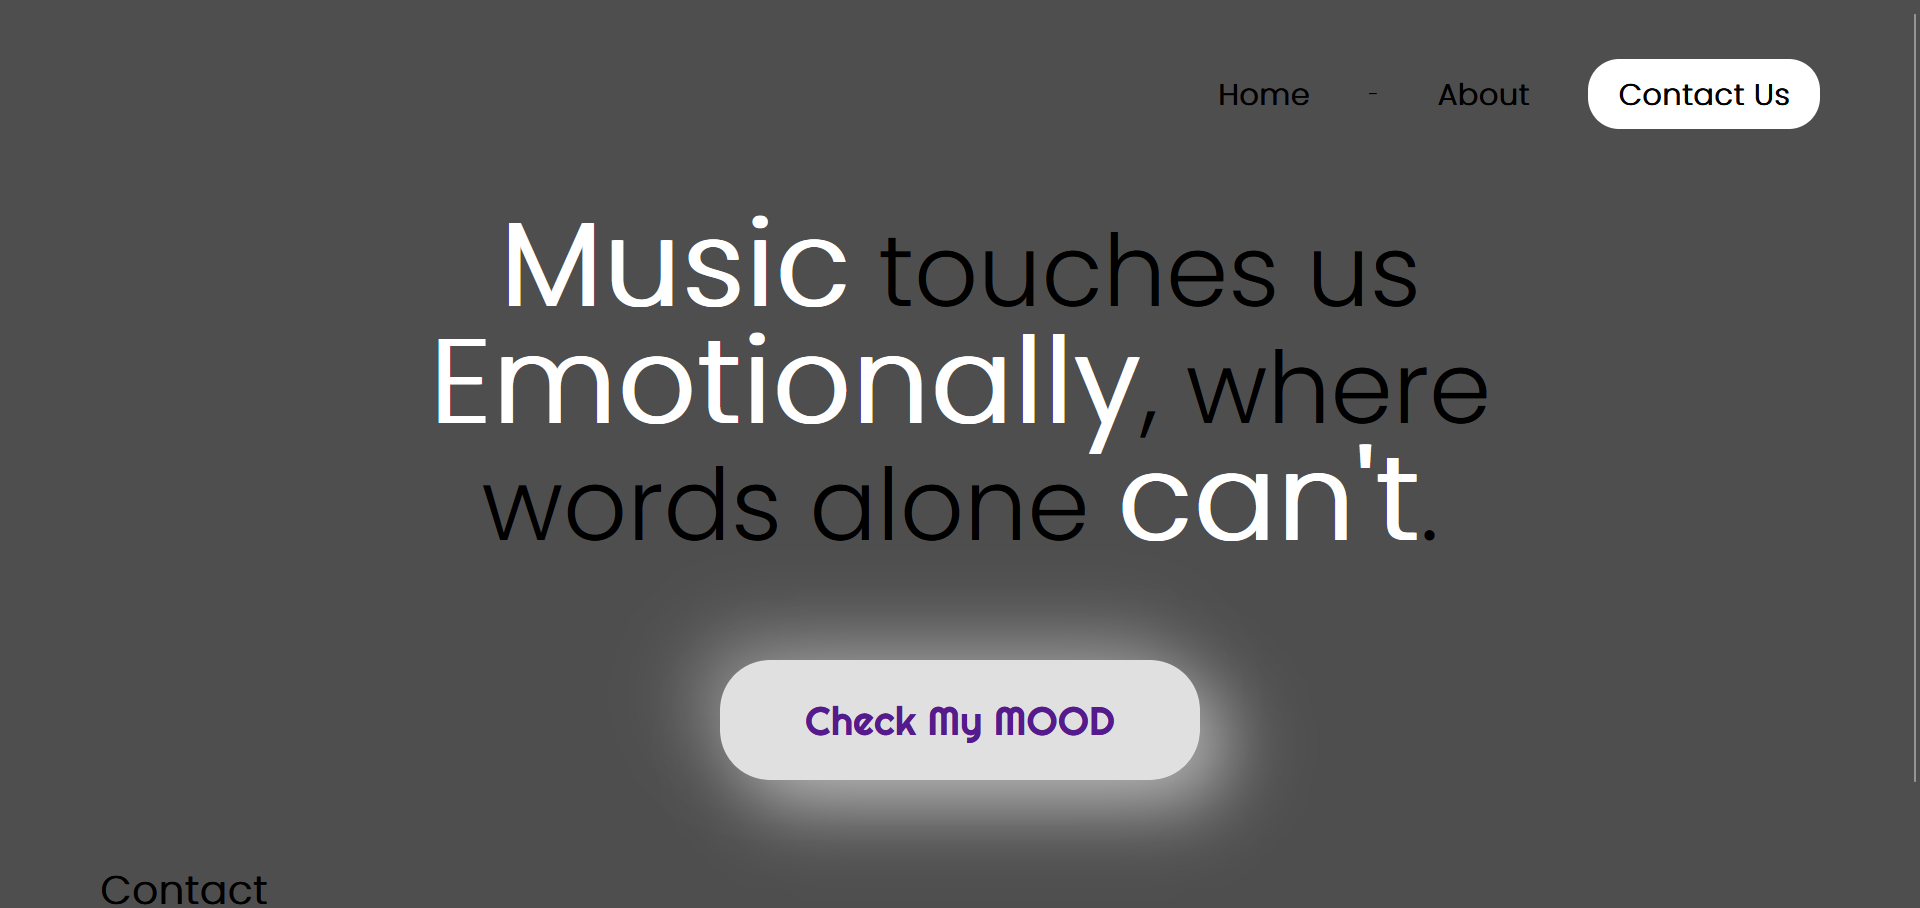 Home - About Contact Us
Music touches us
Emotionally, where
words alone can't.
Check My MOOD
Contact